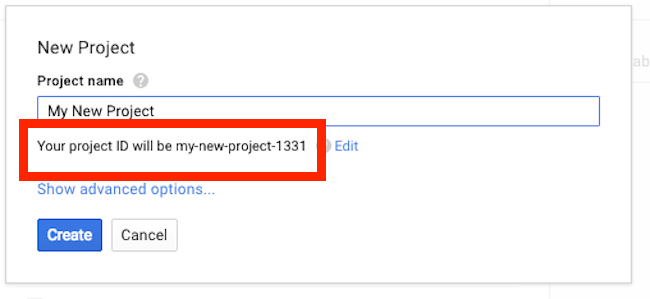 New Project
Project name ?
My New Project
Your project ID will be my-new-project-1331 Edit
Show advanced options...
Create Cancel
ab